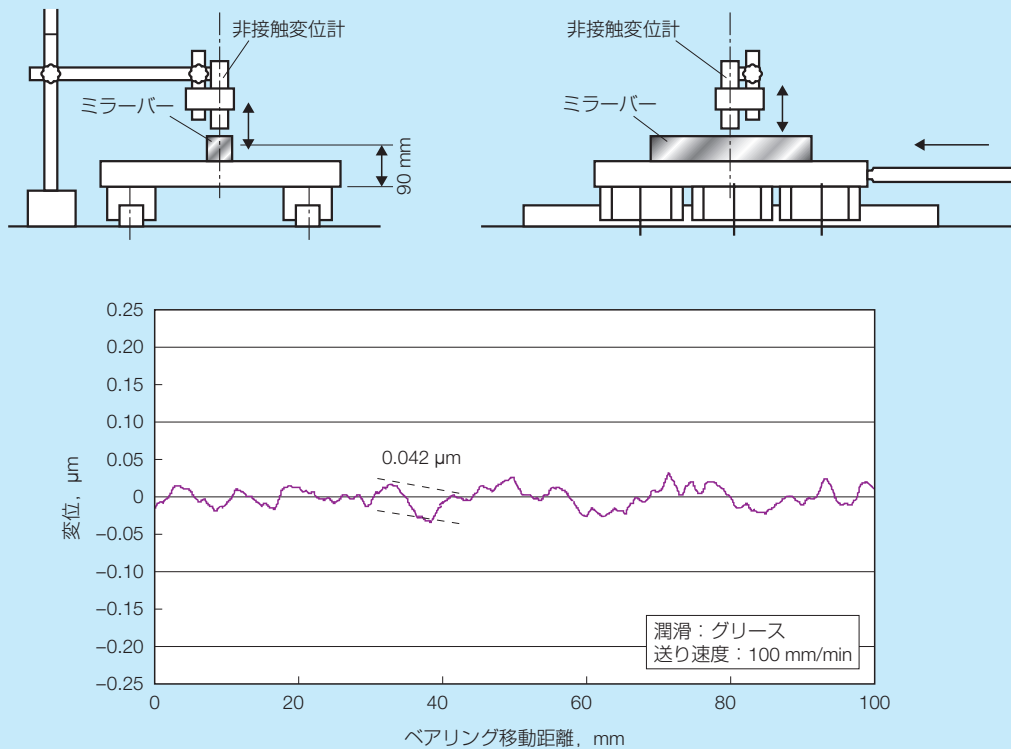 非接触変位計
ミラーバー
90 mm
非接触変位計
ミラーバー
0.25
0.20
0.15
0.10
0.05
0
−0.05
−0.10
−0.15
−0.20
−0.25
変位, µm
0.042 µm
潤滑：グリース
送り速度：100 mm/min
0 20 40 60 80 100
ベアリング移動距離, mm